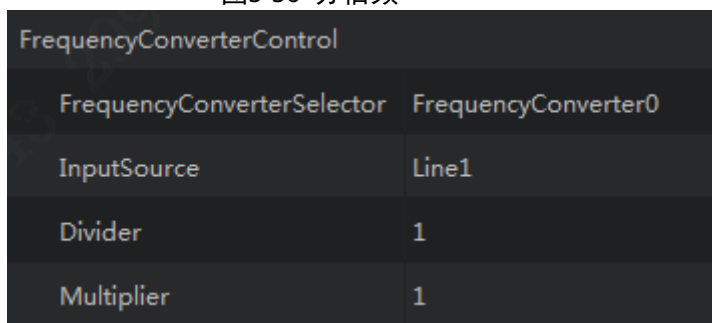 FrequencyConverterControl
FrequencyConverterSelector FrequencyConverter0
InputSource Line1
Divider 1
Multiplier 1